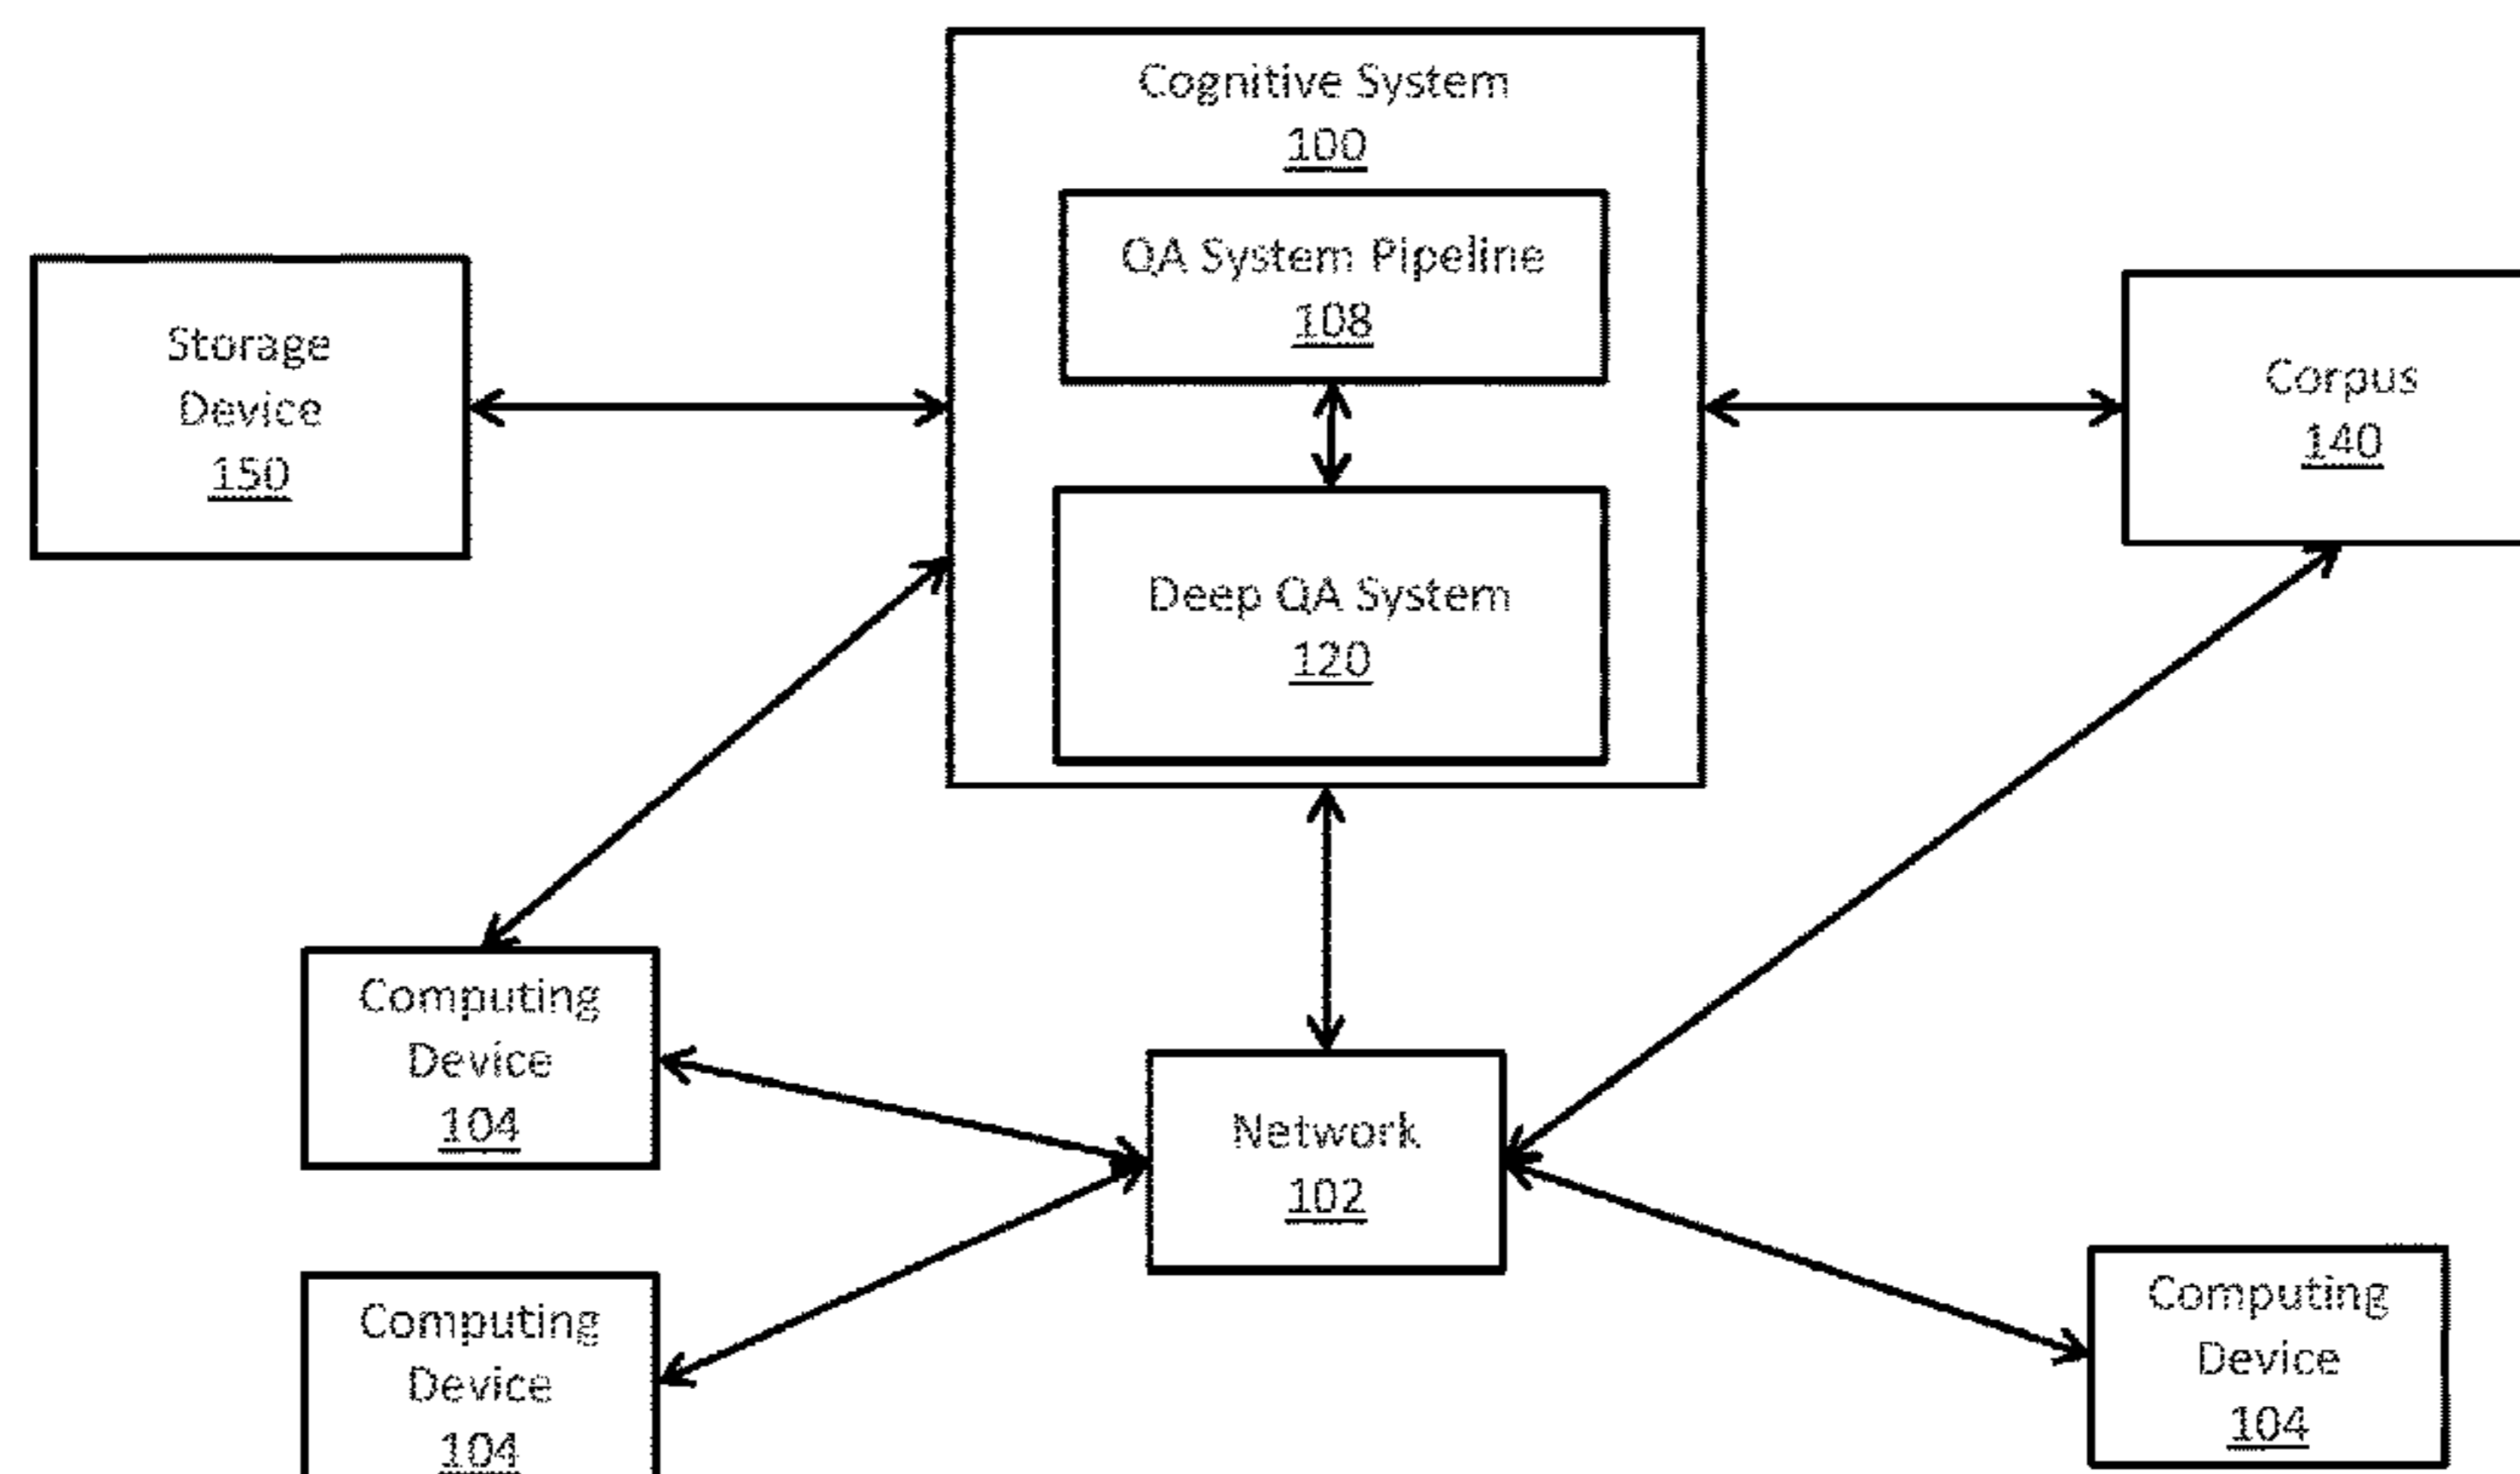 Cognitive System
100
QA System Pipeline
108
Storage
Device
150
Corpus
140
Deep QA System
120
Computing
Device
104
Network
102
Computing
Device
104
Computing
Device
104